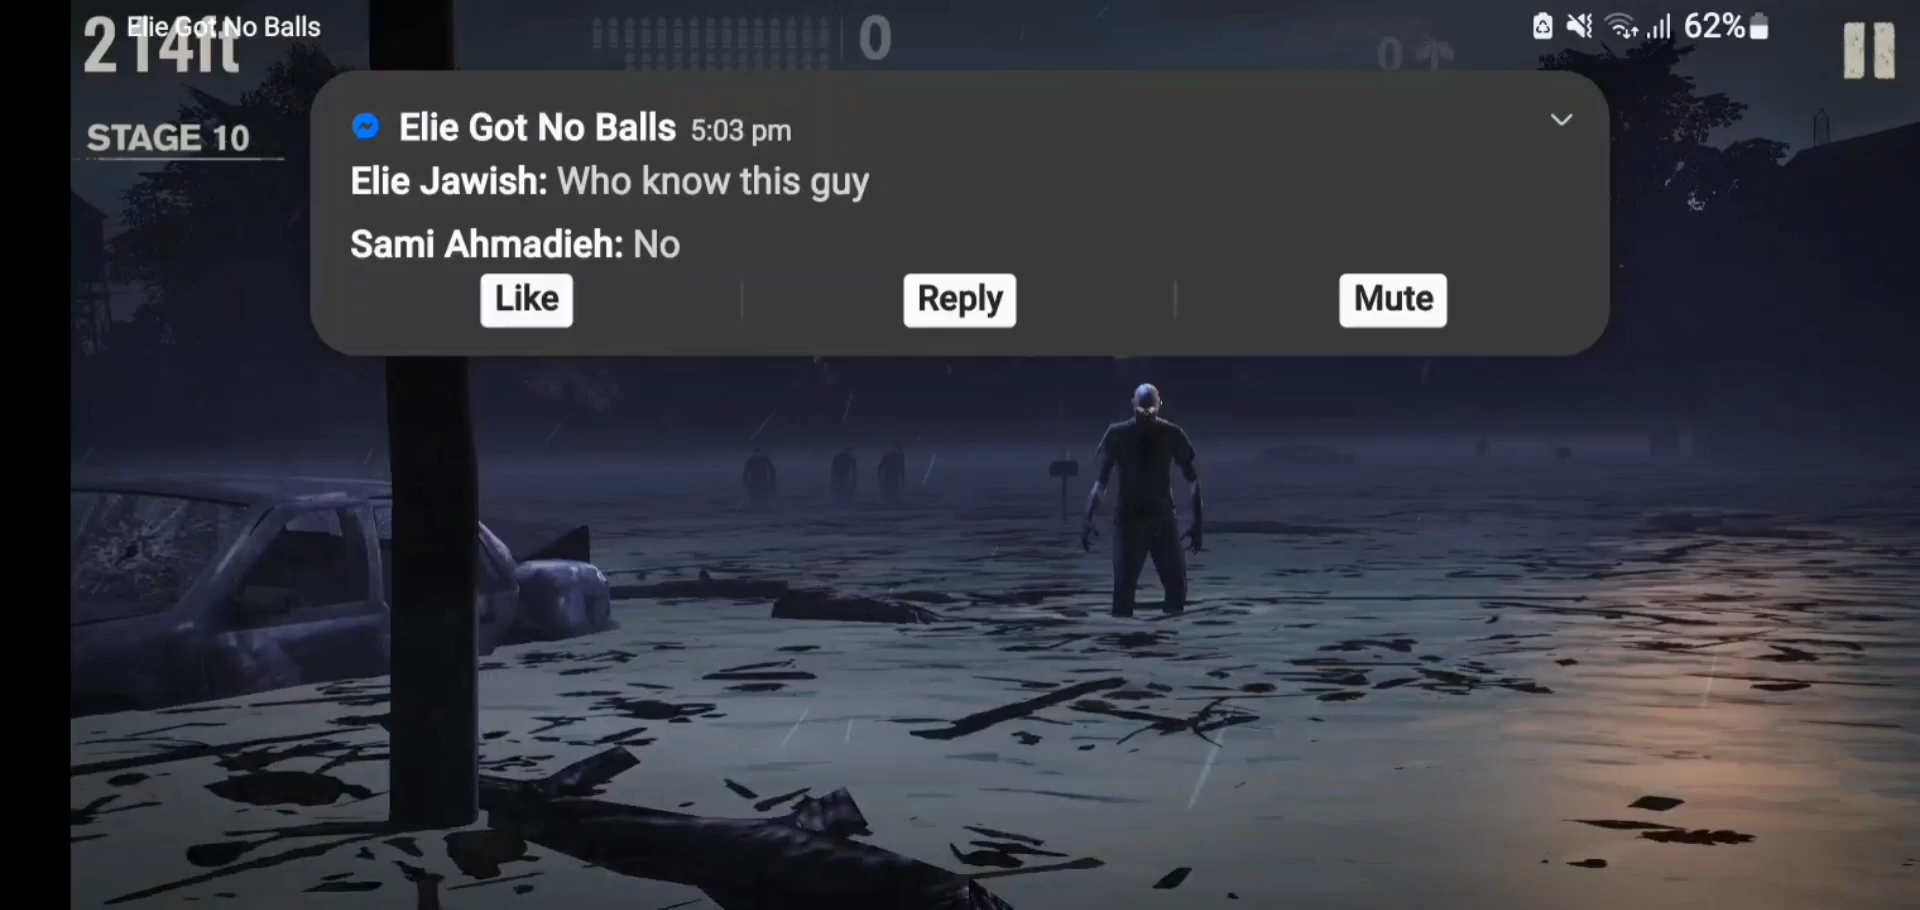 Elie Got No Balls
214ft
0
0
62%
STAGE 10
Elie Got No Balls 5:03 pm
Elie Jawish: Who know this guy
Sami Ahmadieh: No
Like Reply Mute